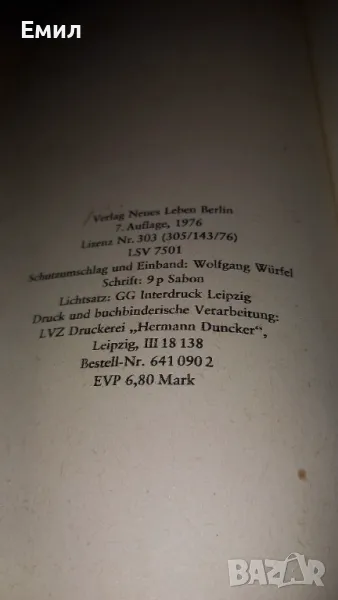 Емил
Verlag Neues Leben Berlin
7. Auflage, 1976
Lizenz Nr. 303 (305/143/76)
LSV 7501
Schutzumschlag und Einband: Wolfgang Würfel
Schrift: 9 p Sabon
Lichtsatz: GG Interdruck Leipzig
Druck und buchbinderische Verarbeitung:
LVZ Druckerei „Hermann Duncker“,
Leipzig, III 18 138
Bestell-Nr. 641 090 2
EVP 6,80 Mark
BAZAR